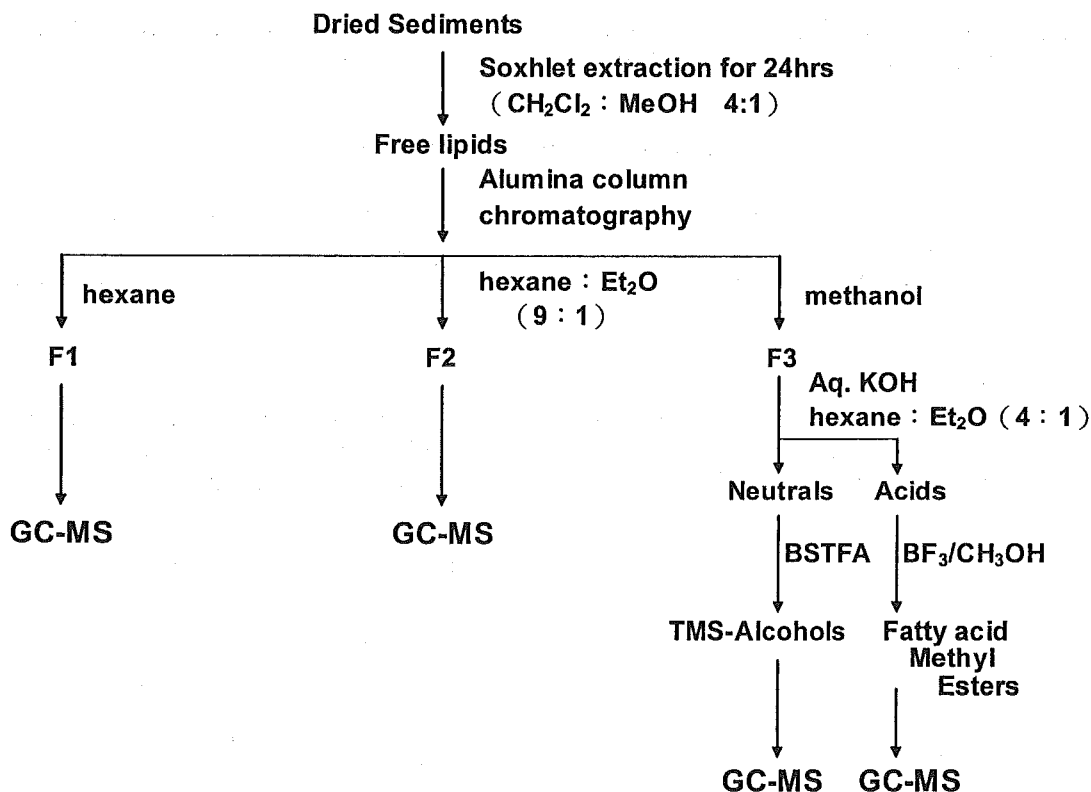 Dried Sediments
Soxhlet extraction for 24hrs
（CH₂Cl₂：MeOH 4:1）
Free lipids
Alumina column
chromatography
hexane
hexane：Et₂O
（9：1）
methanol
F1
F2
F3
Aq. KOH
hexane：Et₂O（4：1）
Neutrals
Acids
GC-MS
GC-MS
BSTFA
BF₃/CH₃OH
TMS-Alcohols
Fatty acid
Methyl
Esters
GC-MS
GC-MS